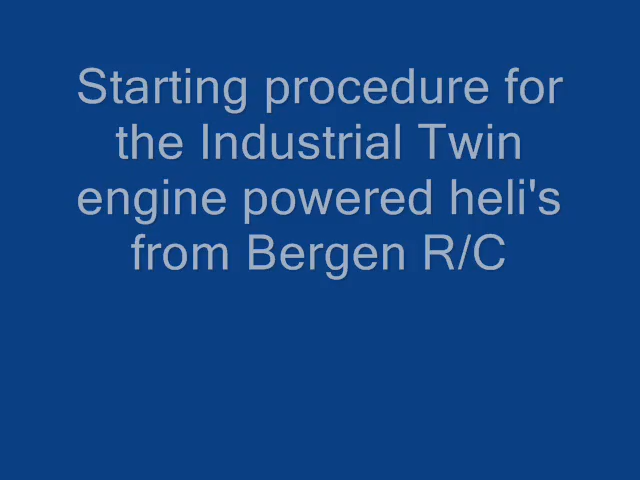 Starting procedure for
the Industrial Twin
engine powered heli's
from Bergen R/C